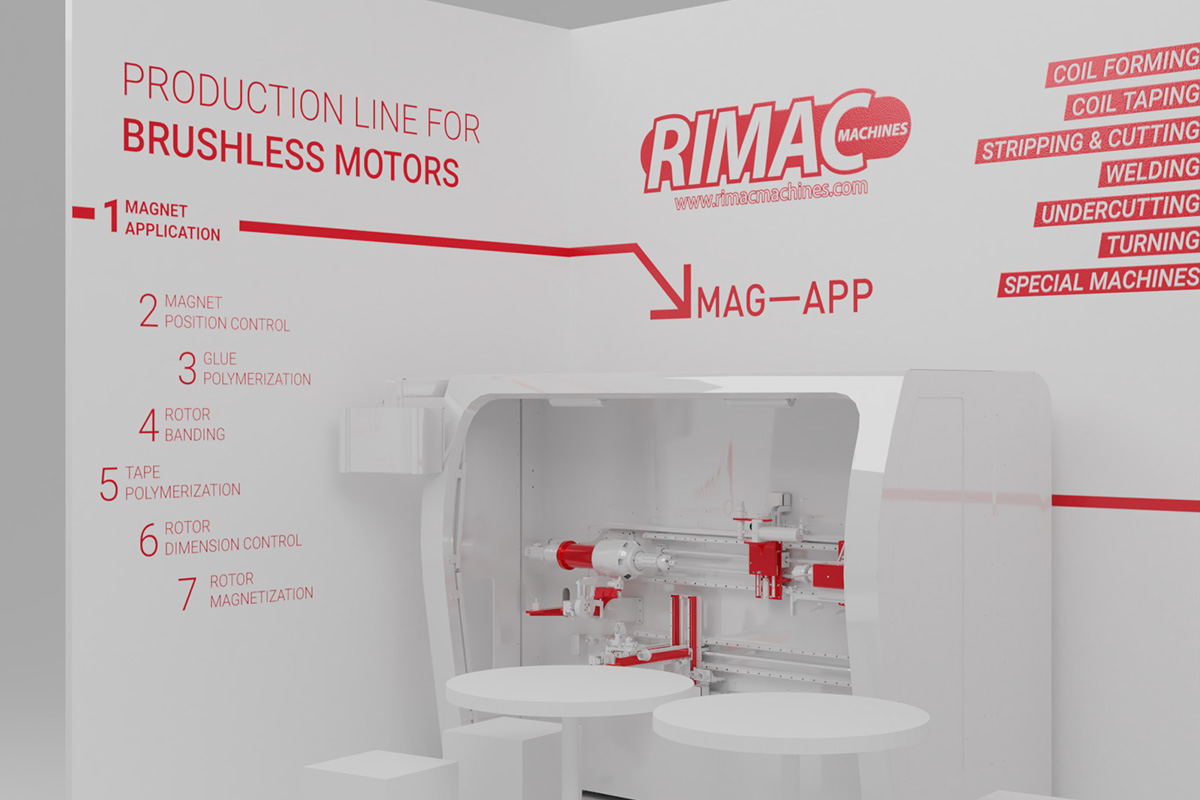 PRODUCTION LINE FOR
BRUSHLESS MOTORS
1 MAGNET
APPLICATION
2 MAGNET
POSITION CONTROL
3 GLUE
POLYMERIZATION
4 ROTOR
BANDING
5 TAPE
POLYMERIZATION
6 ROTOR
DIMENSION CONTROL
7 ROTOR
MAGNETIZATION
RIMAC
MACHINES
www.rimacmachines.com
MAG—APP
COIL FORMING
COIL TAPING
STRIPPING & CUTTING
WELDING
UNDERCUTTING
TURNING
SPECIAL MACHINES